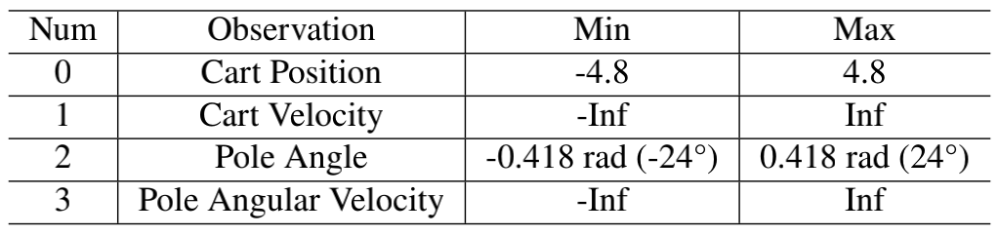 Num Observation Min Max
0 Cart Position -4.8 4.8
1 Cart Velocity -Inf Inf
2 Pole Angle -0.418 rad (-24°) 0.418 rad (24°)
3 Pole Angular Velocity -Inf Inf